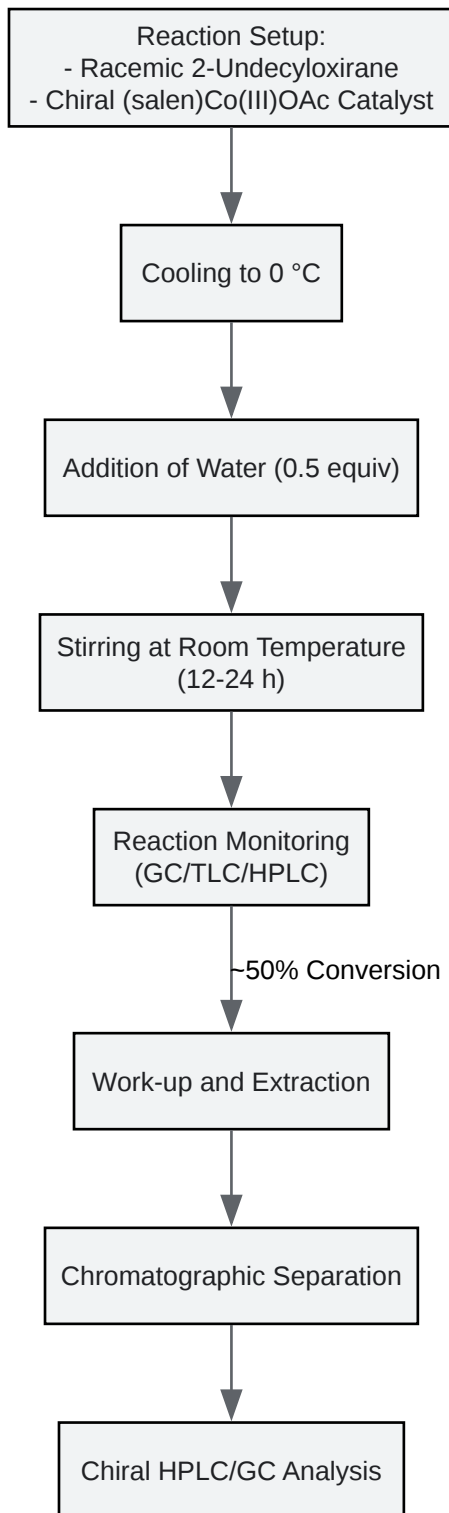 Reaction Setup:
- Racemic 2-Undecyloxirane
- Chiral (salen)Co(III)OAc Catalyst
Cooling to 0 °C
Addition of Water (0.5 equiv)
Stirring at Room Temperature
(12-24 h)
Reaction Monitoring
(GC/TLC/HPLC)
~50% Conversion
Work-up and Extraction
Chromatographic Separation
Chiral HPLC/GC Analysis